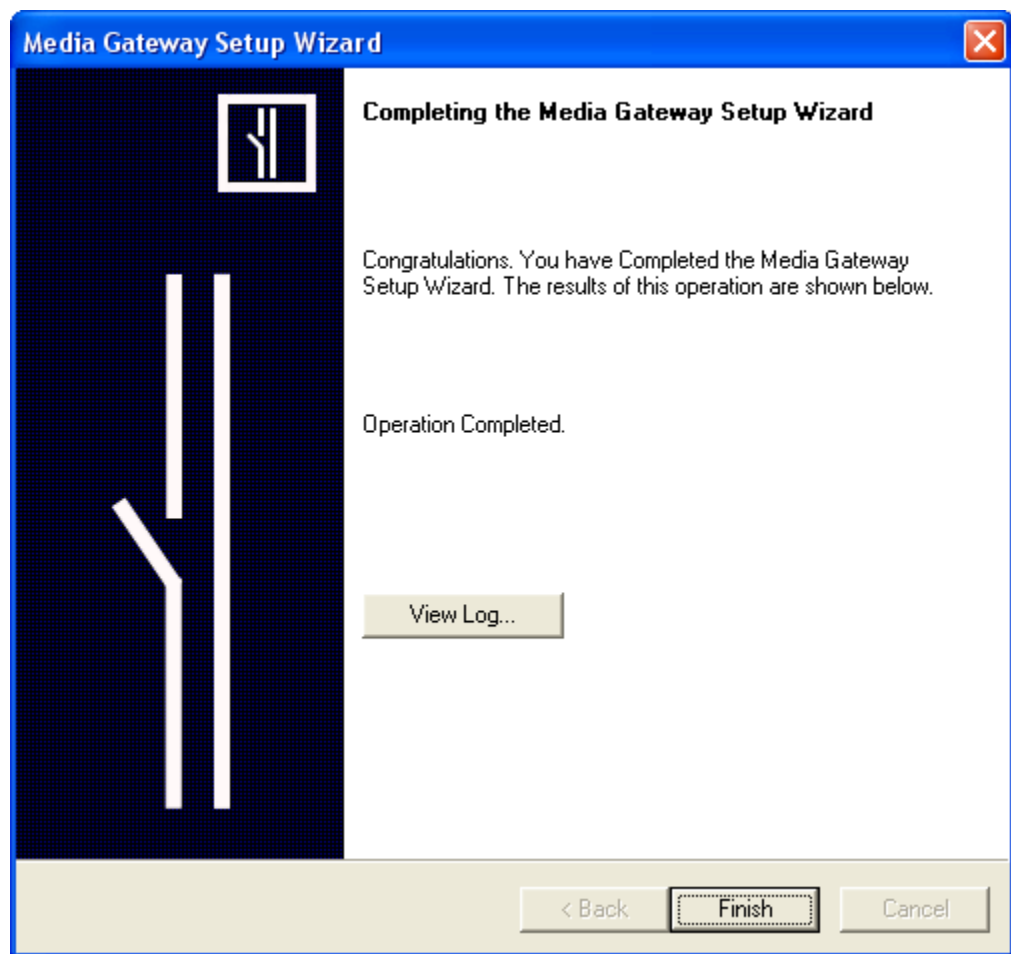 Media Gateway Setup Wizard
Completing the Media Gateway Setup Wizard
Congratulations. You have Completed the Media Gateway
Setup Wizard. The results of this operation are shown below.
Operation Completed.
View Log...
< Back
Finish
Cancel